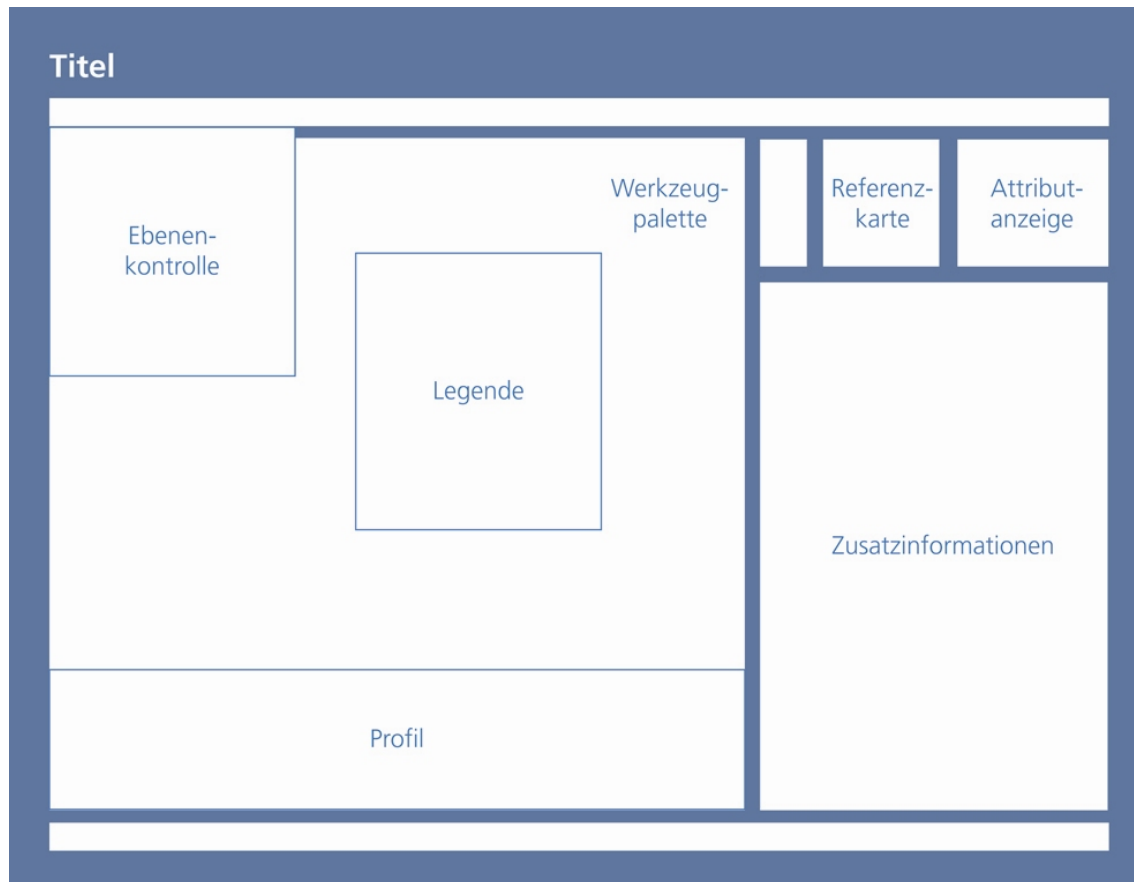 Titel
Ebenen-
kontrolle
Werkzeug-
palette
Referenz-
karte
Attribut-
anzeige
Legende
Zusatzinformationen
Profil